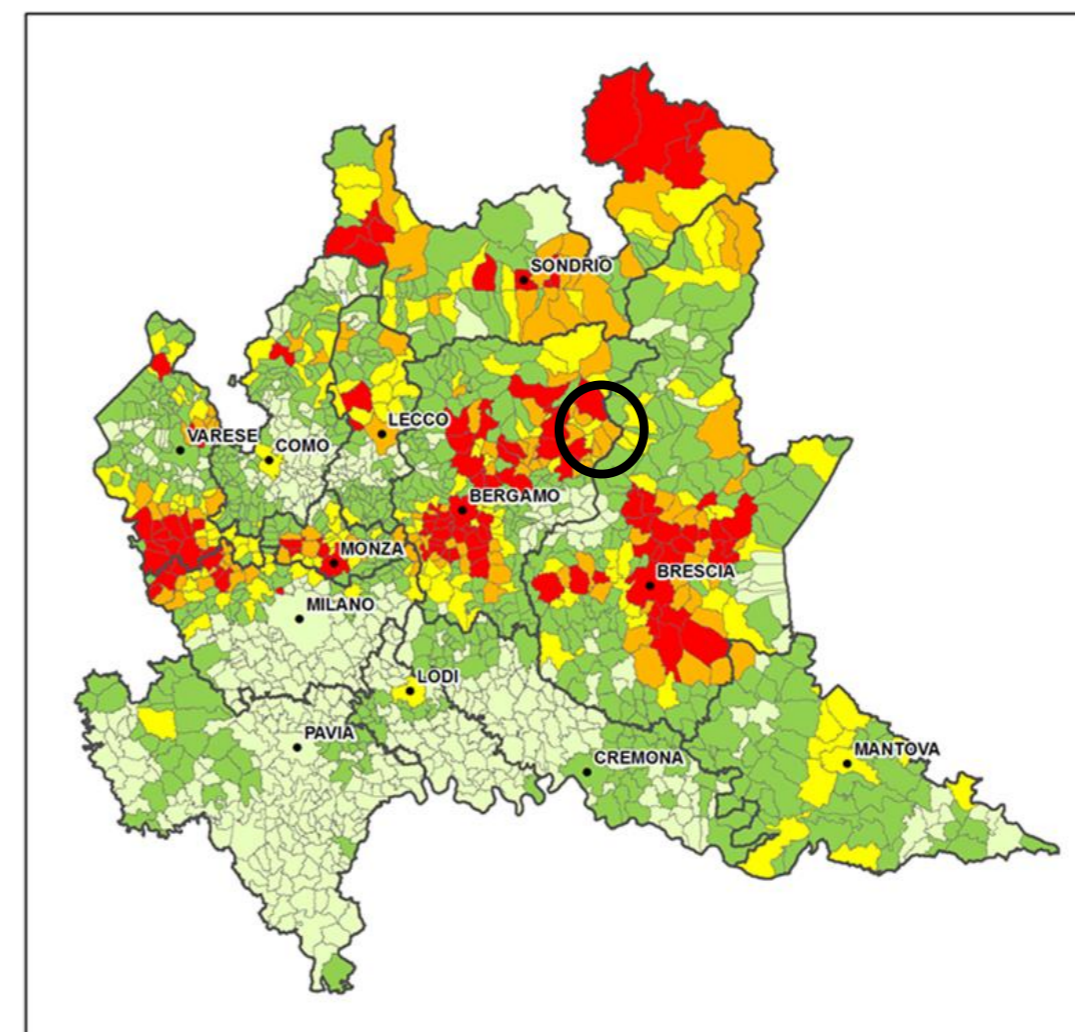 SONDRIO
LECCO
VARESE
COMO
BERGAMO
MONZA
BRESCIA
MILANO
LODI
PAVIA
MANTOVA
CREMONA